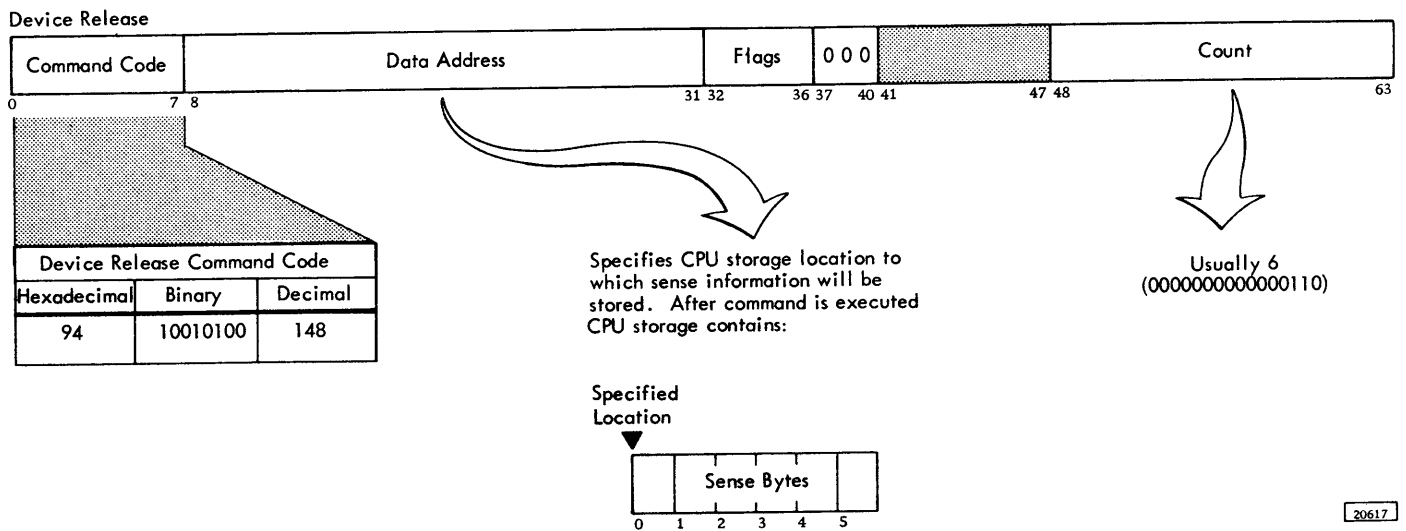 Device Release
Command Code Data Address Flags 0 0 0 Count
0 7 8 31 32 36 37 40 41 47 48 63
Device Release Command Code
Hexadecimal Binary Decimal
94 10010100 148
Specifies CPU storage location to
which sense information will be
stored. After command is executed
CPU storage contains:
Usually 6
(0000000000000110)
Specified
Location
Sense Bytes
0 1 2 3 4 5
20617